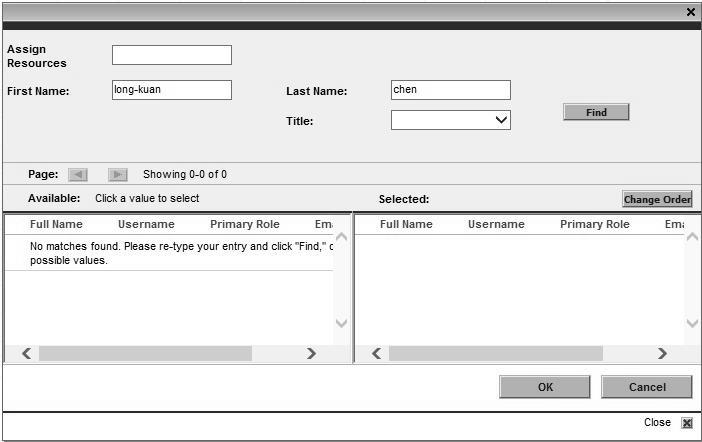 Assign
Resources
First Name: long-kuan Last Name: chen
Title:
Find
Page: Showing 0-0 of 0
Available: Click a value to select Selected: Change Order
Full Name Username Primary Role Ema Full Name Username Primary Role Ema
No matches found. Please re-type your entry and click "Find," o
possible values.
OK Cancel
Close